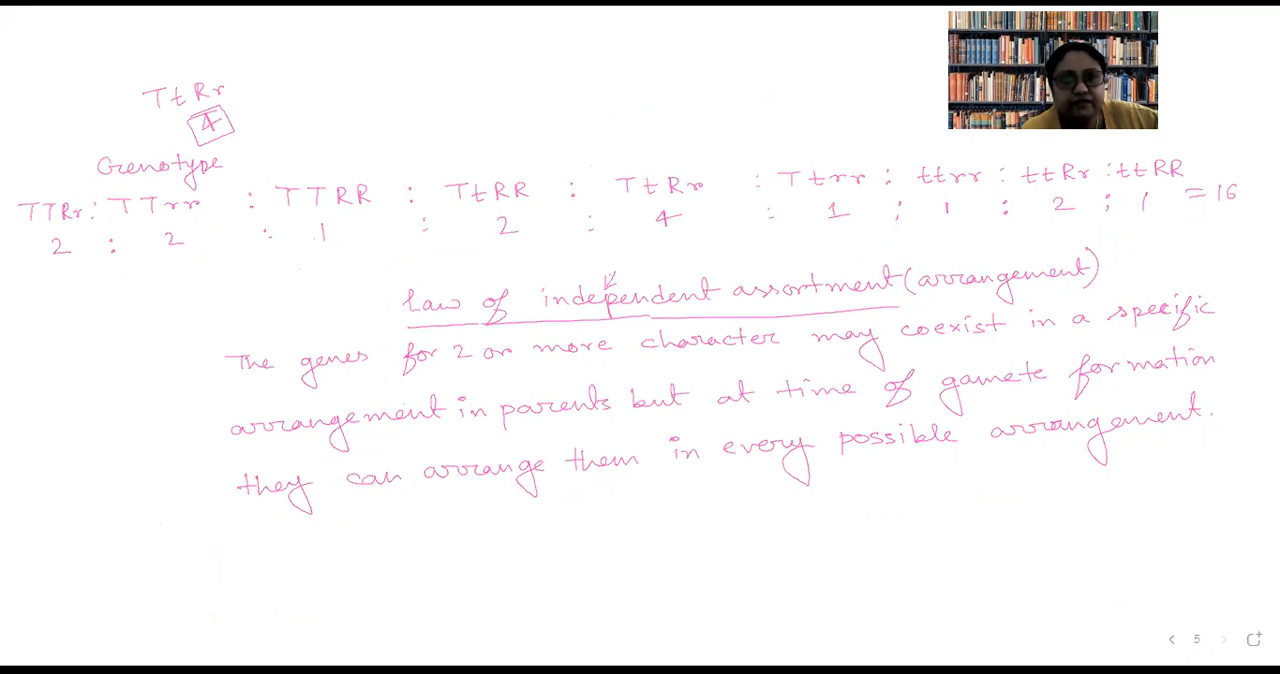 TtRr
4
Genotype
TTRr : TTrr : TTRR : TtRR : TtRr : Ttrr : ttrr : ttRr : ttRR
2 : 2 : 1 : 2 : 4 : 1 ; 1 : 2 ; 1 = 16
Law of independent assortment (arrangement)
The genes for 2 or more character may coexist in a specific
arrangement in parents but at time of gamete formation
they can arrange them in every possible arrangement.
< 5 >